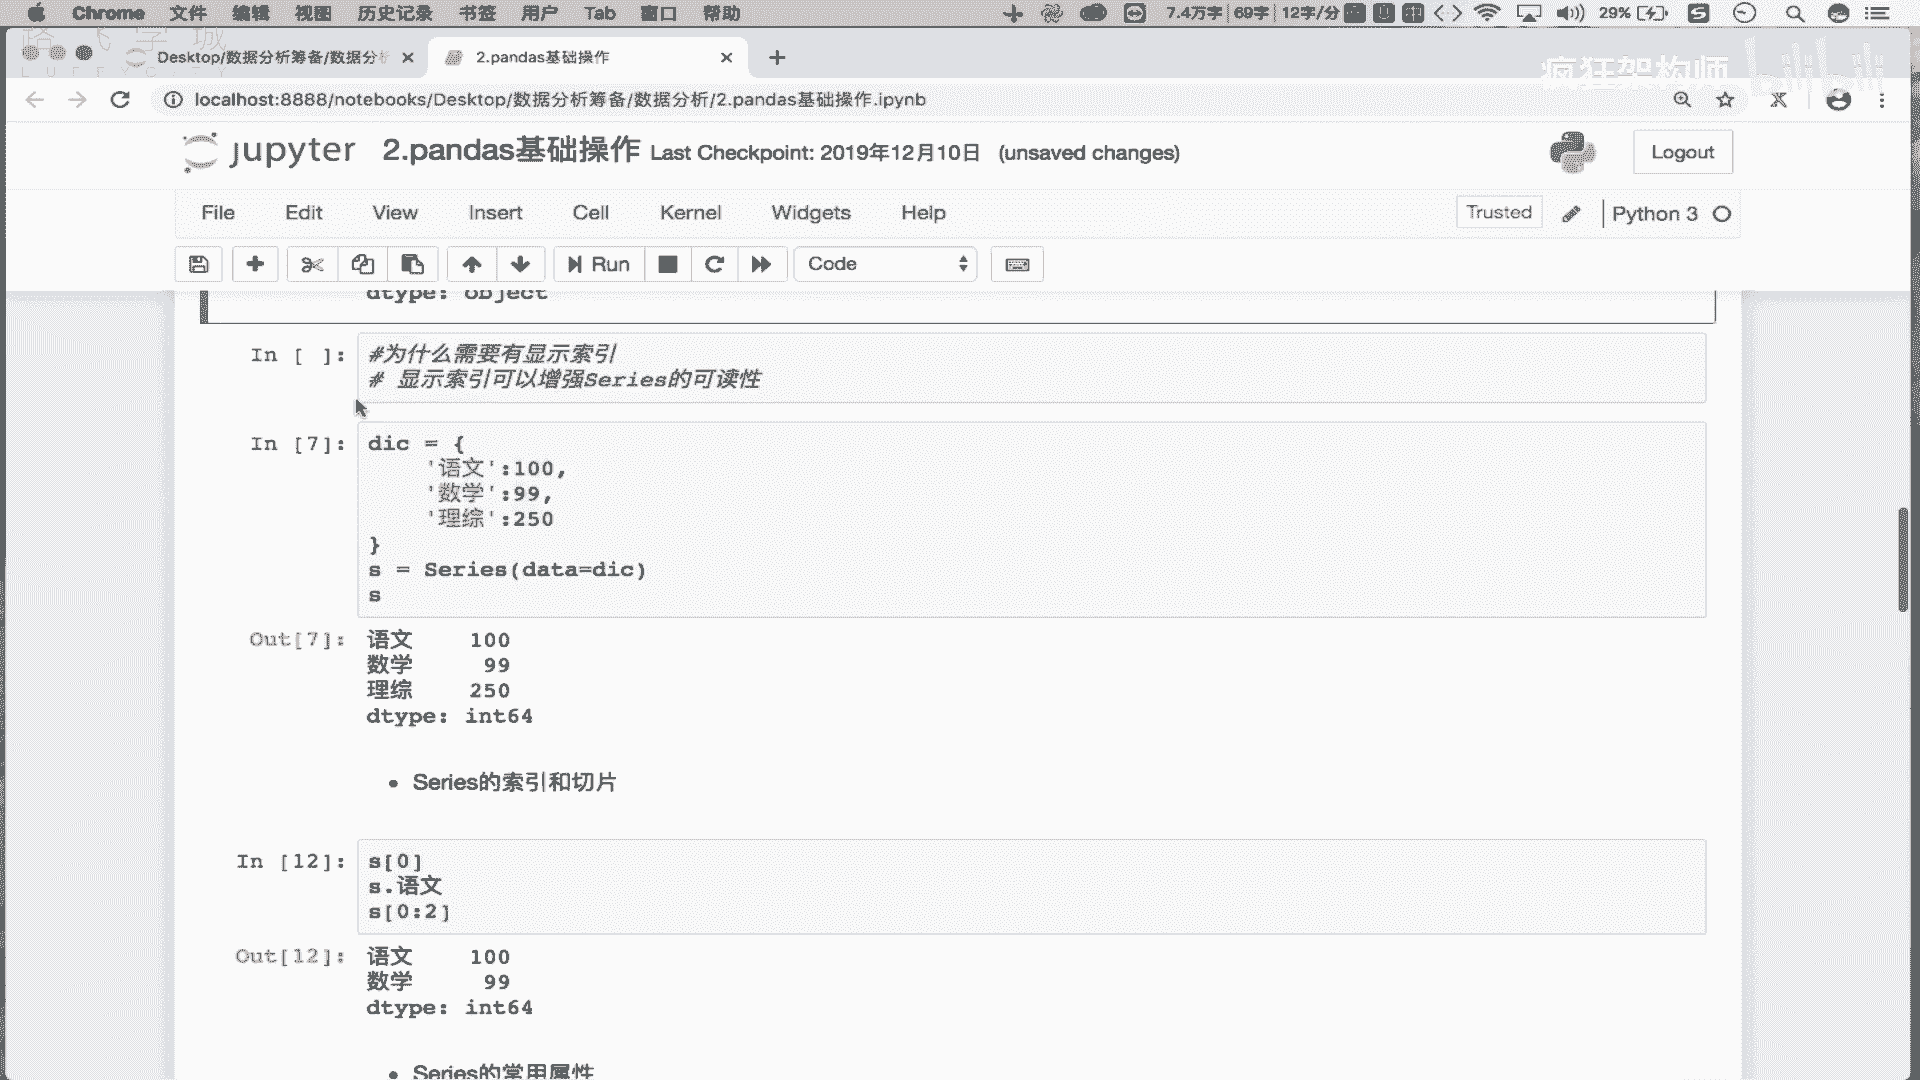 Chrome 文件 编辑 视图 历史记录 书签 用户 Tab 窗口 帮助 7.4万字 69字 12字/分 29%
Desktop/数据分析筹备/数据分析 2.pandas基础操作
疯狂架构师 bilibili
localhost:8888/notebooks/Desktop/数据分析筹备/数据分析/2.pandas基础操作.ipynb
jupyter 2.pandas基础操作 Last Checkpoint: 2019年12月10日 (unsaved changes) Logout
File Edit View Insert Cell Kernel Widgets Help Trusted Python 3
Run Code
dtype: object
In [ ]: #为什么需要有显示索引
# 显示索引可以增强Series的可读性
In [7]: dic = {
'语文':100,
'数学':99,
'理综':250
}
s = Series(data=dic)
s
Out[7]: 语文 100
数学 99
理综 250
dtype: int64
Series的索引和切片
In [12]: s[0]
s.语文
s[0:2]
Out[12]: 语文 100
数学 99
dtype: int64
Series的常用属性